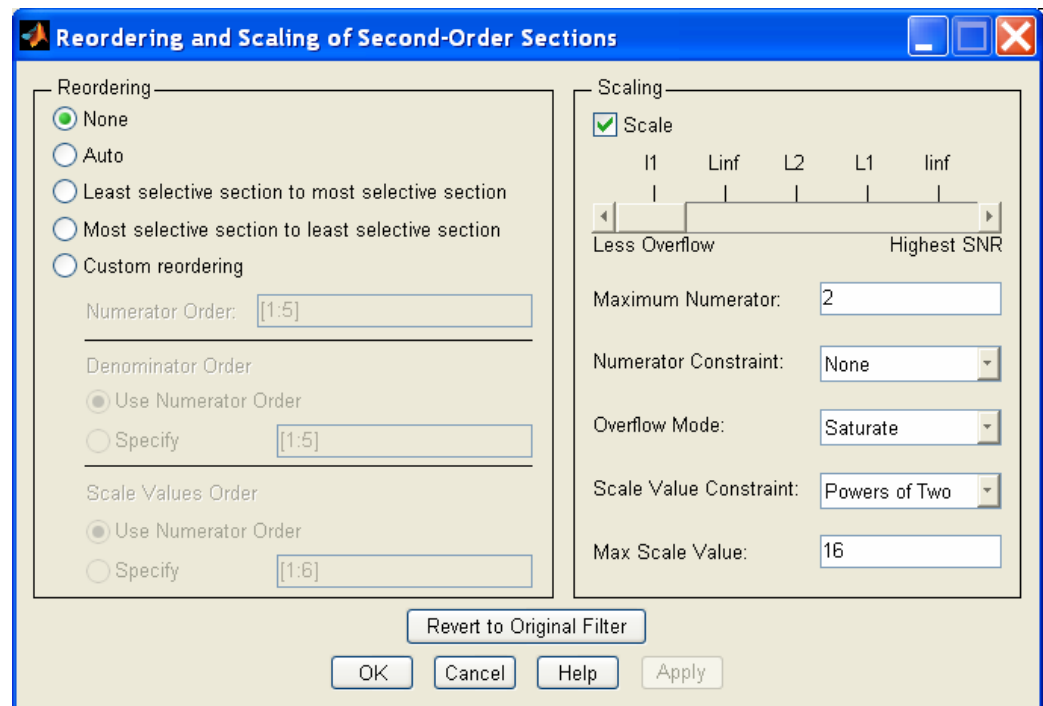 Reordering and Scaling of Second-Order Sections
Reordering
None
Auto
Least selective section to most selective section
Most selective section to least selective section
Custom reordering
Numerator Order: [1:5]
Denominator Order
Use Numerator Order
Specify [1:5]
Scale Values Order
Use Numerator Order
Specify [1:6]
Scaling
Scale
l1 Linf L2 L1 linf
Less Overflow Highest SNR
Maximum Numerator: 2
Numerator Constraint: None
Overflow Mode: Saturate
Scale Value Constraint: Powers of Two
Max Scale Value: 16
Revert to Original Filter
OK Cancel Help Apply